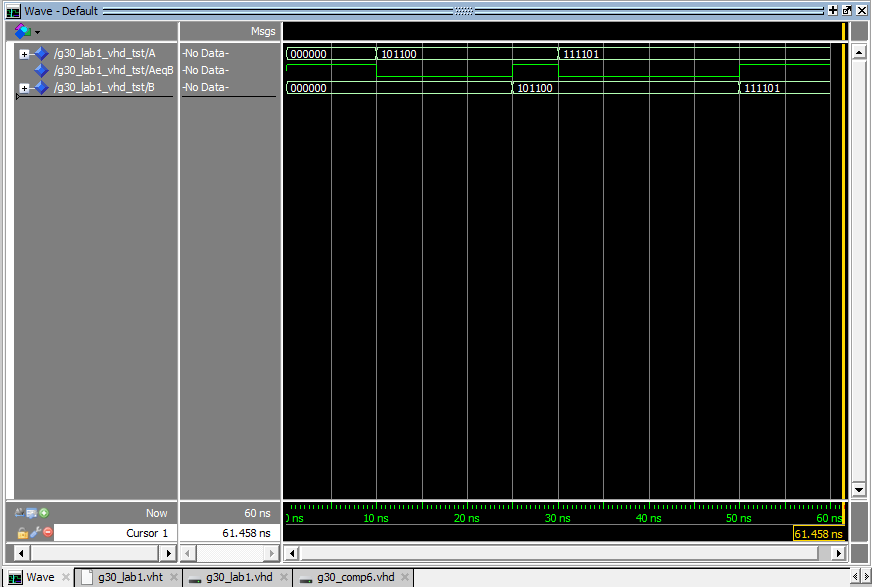 Wave - Default
Msgs
/g30_lab1_vhd_tst/A -No Data- 000000 101100 111101
/g30_lab1_vhd_tst/AeqB -No Data-
/g30_lab1_vhd_tst/B -No Data- 000000 101100 111101
Now 60 ns ns 10 ns 20 ns 30 ns 40 ns 50 ns 60 ns
Cursor 1 61.458 ns 61.458 ns
Wave g30_lab1.vht g30_lab1.vhd g30_comp6.vhd